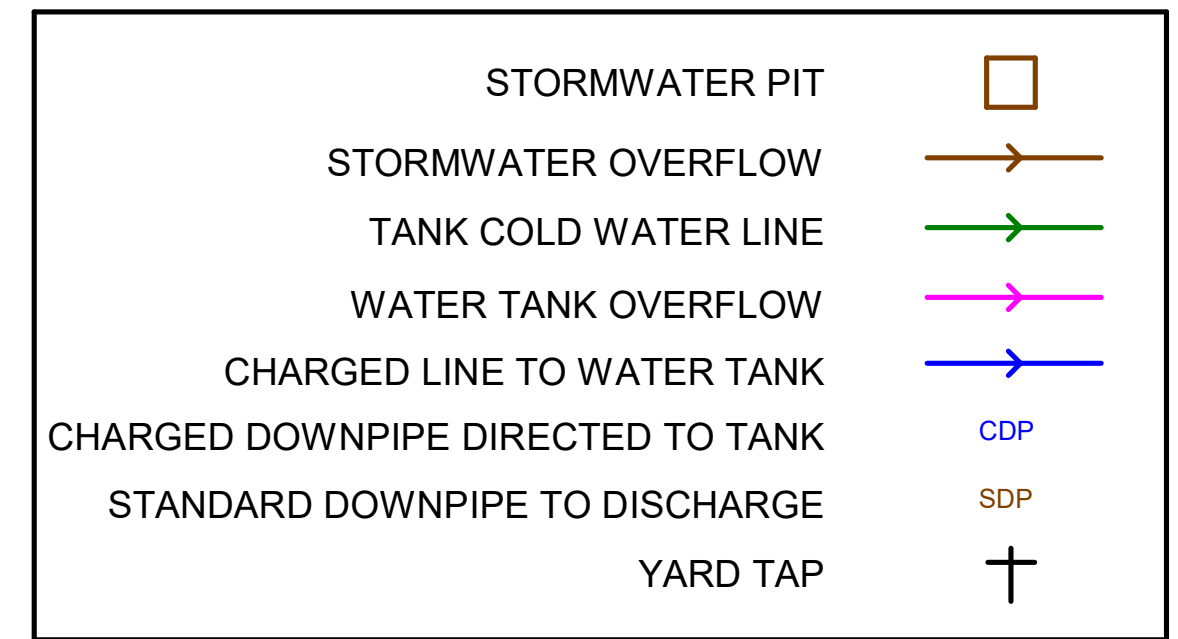 STORMWATER PIT
STORMWATER OVERFLOW
TANK COLD WATER LINE
WATER TANK OVERFLOW
CHARGED LINE TO WATER TANK
CHARGED DOWNPIPE DIRECTED TO TANK CDP
STANDARD DOWNPIPE TO DISCHARGE SDP
YARD TAP